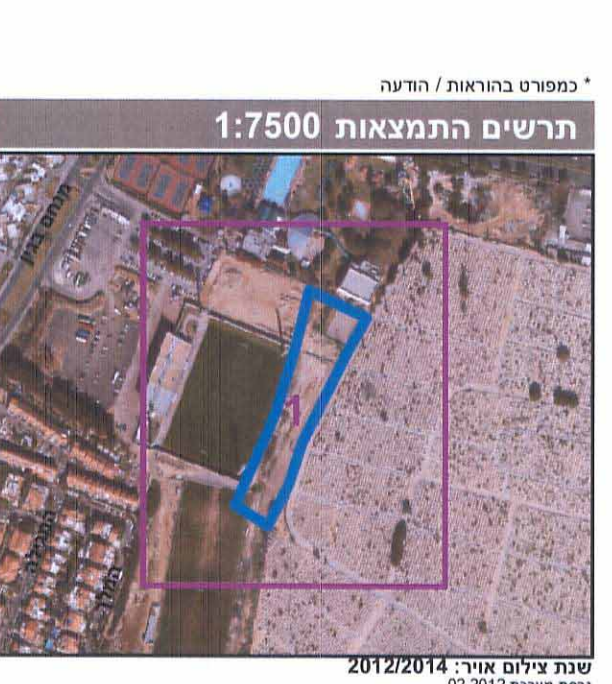 * כמפורט בהוראות / הודעה
תרשים התמצאות 1:7500
מנחם בגין
1
שנת צילום אויר: 2012/2014